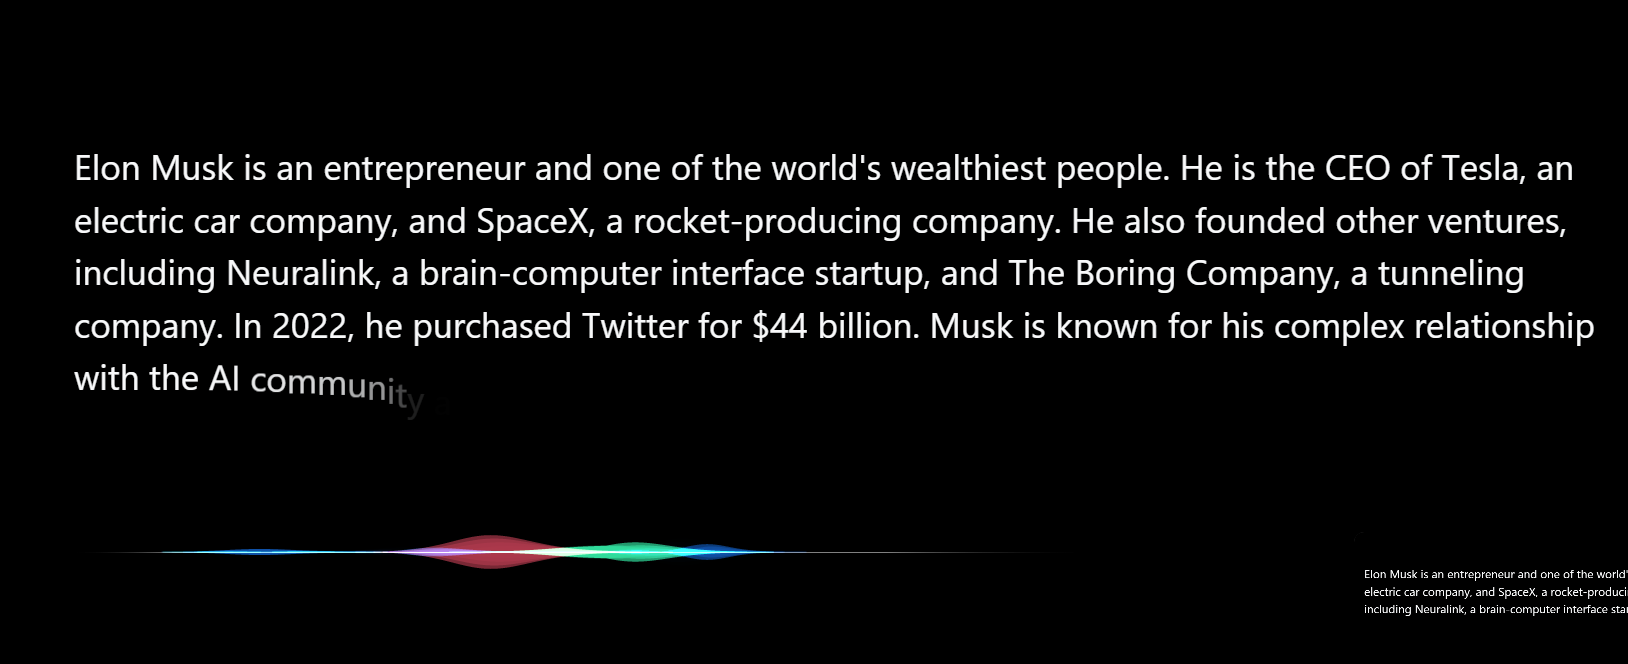 Elon Musk is an entrepreneur and one of the world's wealthiest people. He is the CEO of Tesla, an
electric car company, and SpaceX, a rocket-producing company. He also founded other ventures,
including Neuralink, a brain-computer interface startup, and The Boring Company, a tunneling
company. In 2022, he purchased Twitter for $44 billion. Musk is known for his complex relationship
with the AI community
Elon Musk is an entrepreneur and one of the world'
electric car company, and SpaceX, a rocket-produci
including Neuralink, a brain-computer interface sta